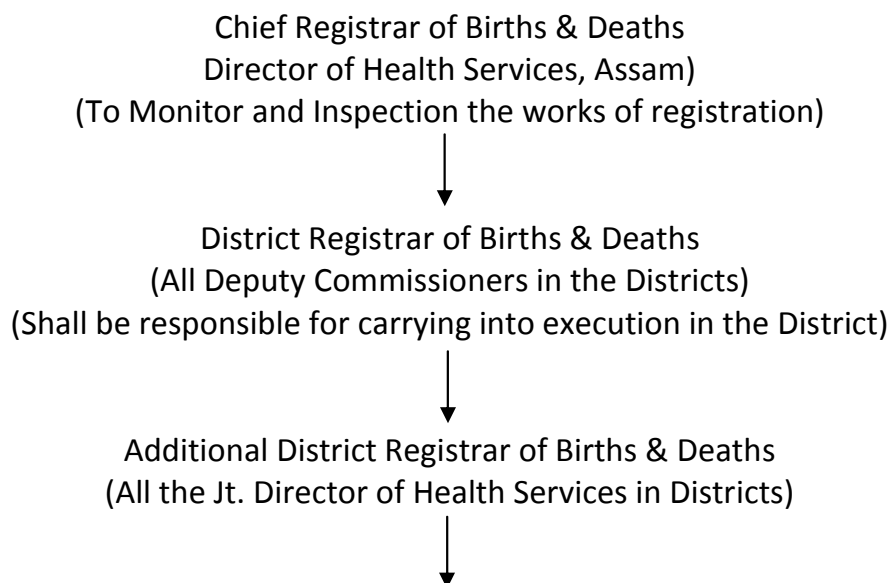 Chief Registrar of Births & Deaths
Director of Health Services, Assam)
(To Monitor and Inspection the works of registration)
District Registrar of Births & Deaths
(All Deputy Commissioners in the Districts)
(Shall be responsible for carrying into execution in the District)
Additional District Registrar of Births & Deaths
(All the Jt. Director of Health Services in Districts)